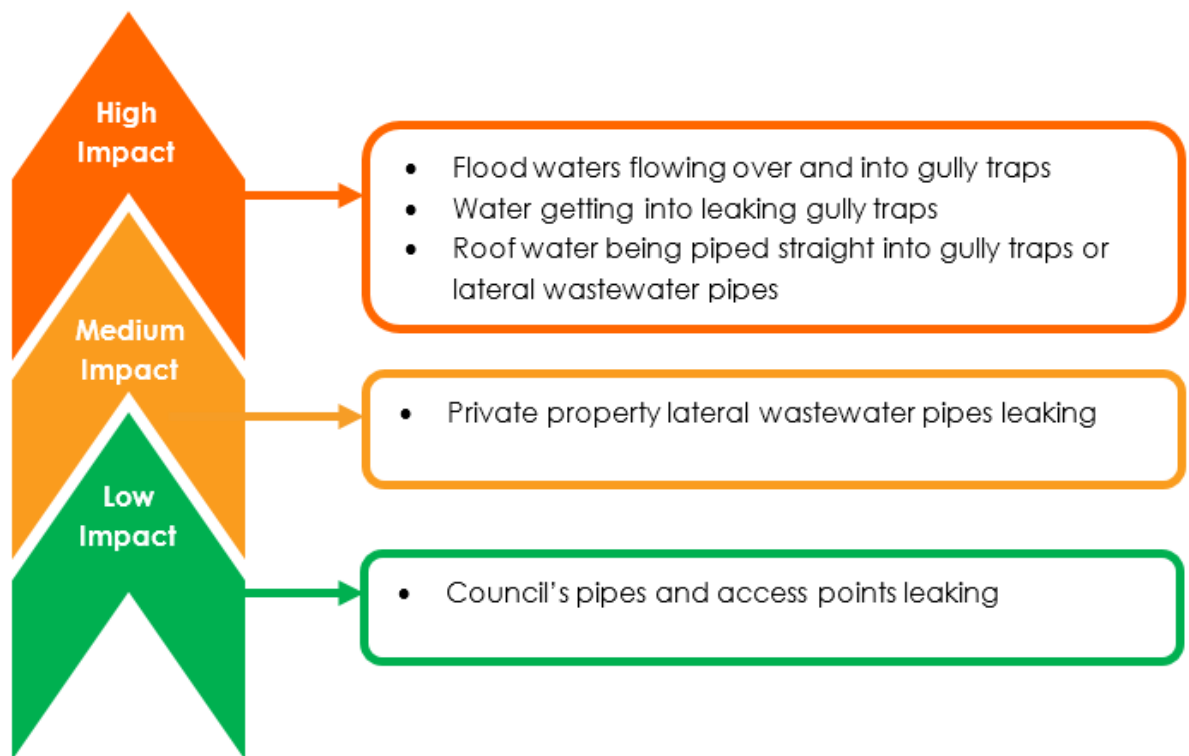 High
Impact
• Flood waters flowing over and into gully traps
• Water getting into leaking gully traps
• Roof water being piped straight into gully traps or
lateral wastewater pipes
Medium
Impact
• Private property lateral wastewater pipes leaking
Low
Impact
• Council’s pipes and access points leaking